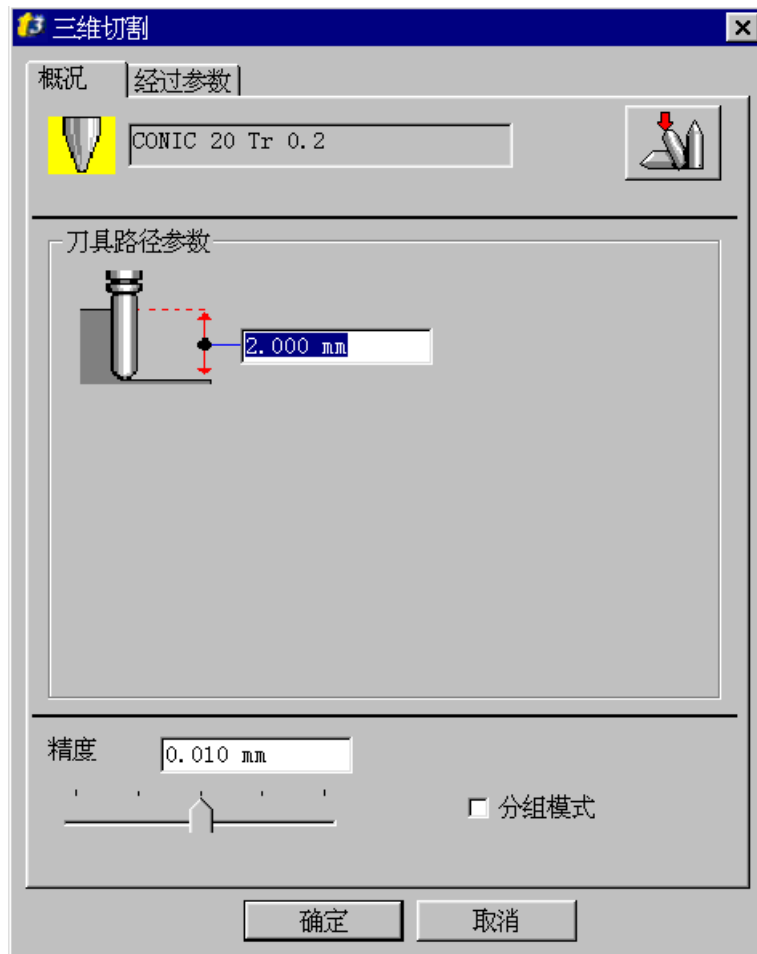 三维切割
概况 经过参数
CONIC 20 Tr 0.2
刀具路径参数
2.000 mm
精度 0.010 mm
分组模式
确定 取消